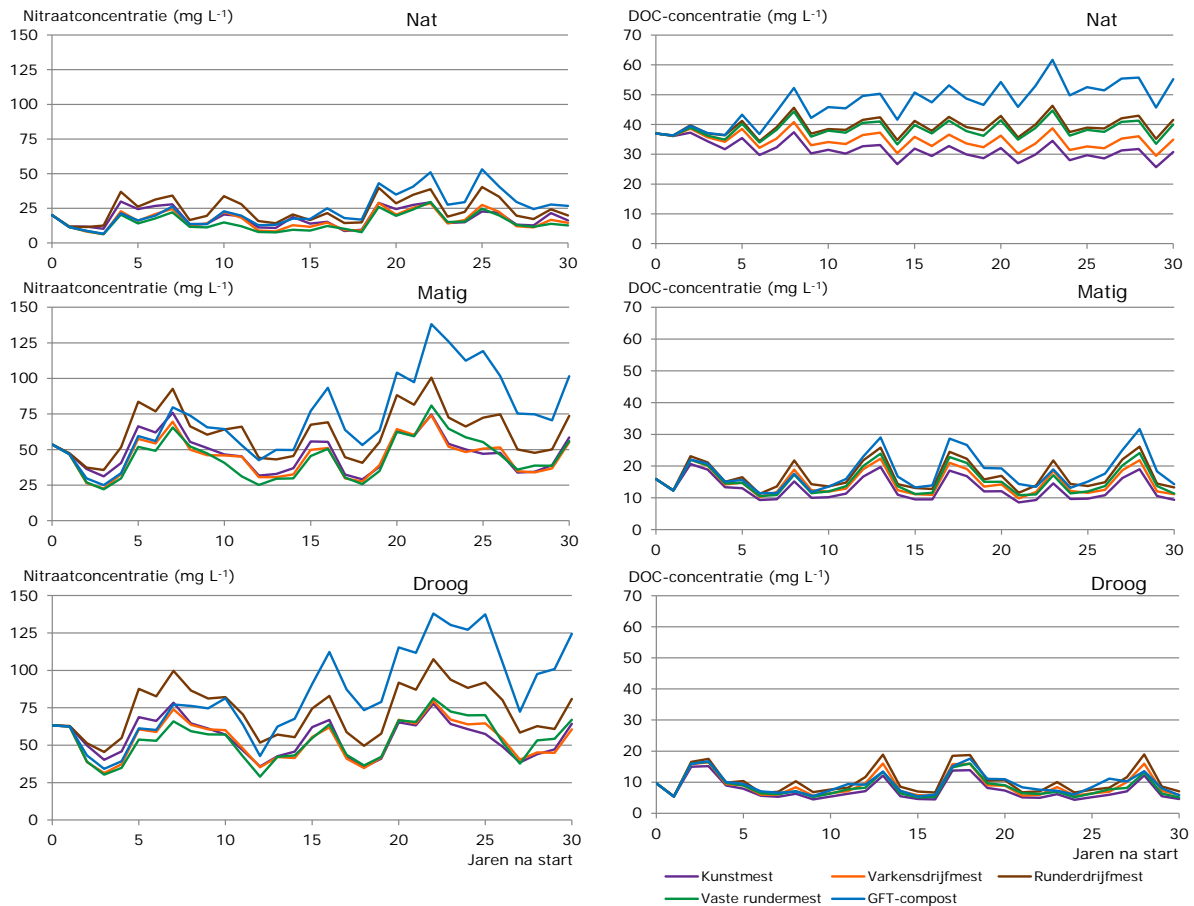 Nitraatconcentratie (mg L-1)
Nat
150
125
100
75
50
25
0
0 5 10 15 20 25 30
DOC-concentratie (mg L-1)
Nat
70
60
50
40
30
20
10
0
0 5 10 15 20 25 30
Nitraatconcentratie (mg L-1)
Matig
150
125
100
75
50
25
0
0 5 10 15 20 25 30
DOC-concentratie (mg L-1)
Matig
70
60
50
40
30
20
10
0
0 5 10 15 20 25 30
Nitraatconcentratie (mg L-1)
Droog
150
125
100
75
50
25
0
0 5 10 15 20 25 30
Jaren na start
DOC-concentratie (mg L-1)
Droog
70
60
50
40
30
20
10
0
0 5 10 15 20 25 30
Jaren na start
Kunstmest Varkensdrijfmest Runderdrijfmest
Vaste rundermest GFT-compost